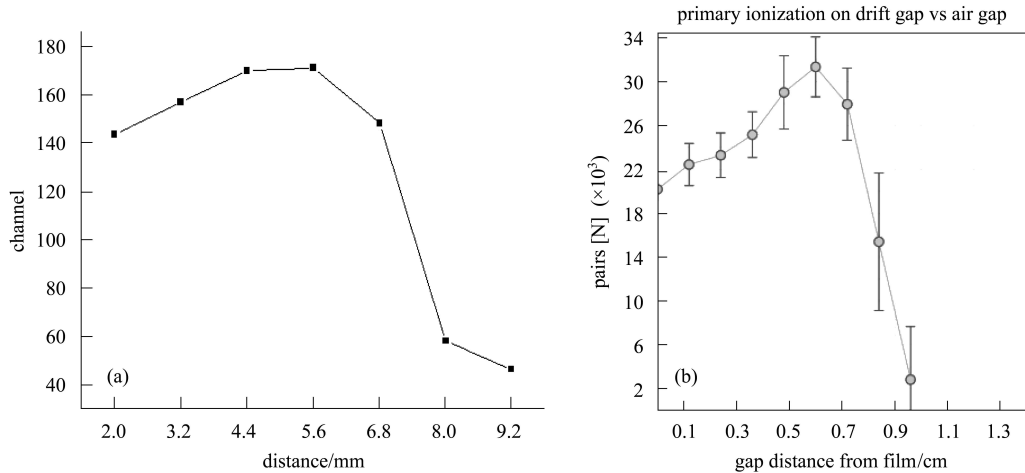 180
160
140
120
100
80
60
40
channel
(a)
2.0 3.2 4.4 5.6 6.8 8.0 9.2
distance/mm
primary ionization on drift gap vs air gap
34
30
26
22
18
14
10
6
2
pairs [N] (×10³)
(b)
0.1 0.3 0.5 0.7 0.9 1.1 1.3
gap distance from film/cm